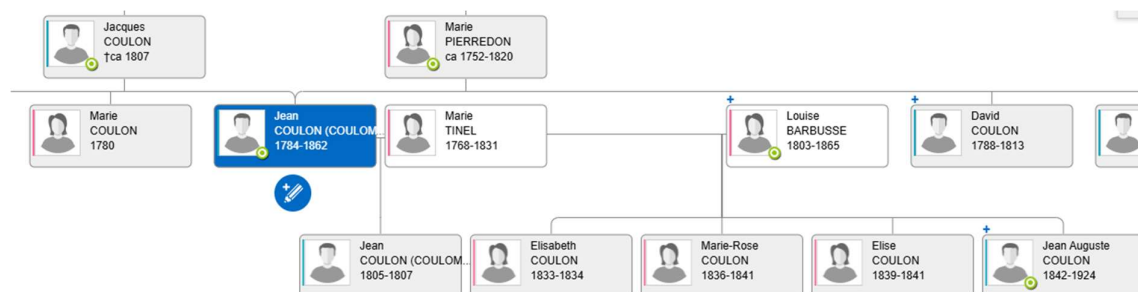 Jacques
COULON
†ca 1807
Marie
PIERREDON
ca 1752-1820
Marie
COULON
1780
Jean
COULON (COULOM...
1784-1862
Marie
TINEL
1768-1831
Louise
BARBUSSE
1803-1865
David
COULON
1788-1813
Jean
COULON (COULOM...
1805-1807
Elisabeth
COULON
1833-1834
Marie-Rose
COULON
1836-1841
Elise
COULON
1839-1841
Jean Auguste
COULON
1842-1924